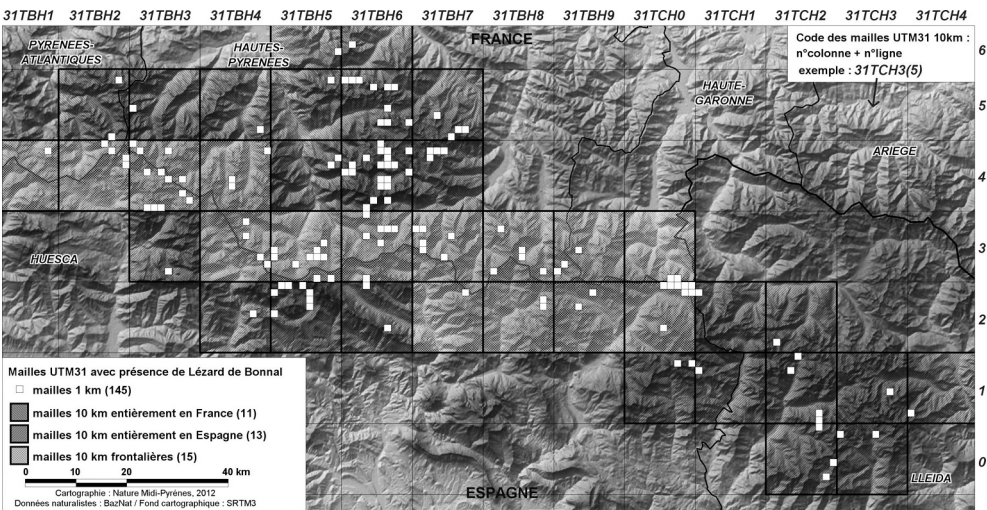 31TBH1 31TBH2 31TBH3 31TBH4 31TBH5 31TBH6 31TBH7 31TBH8 31TBH9 31TCH0 31TCH1 31TCH2 31TCH3 31TCH4
PYRENEES-
ATLANTIQUES
HAUTES-
PYRENEES
FRANCE
Code des mailles UTM31 10km :
n°colonne + n°ligne
exemple : 31TCH3(5)
6
HAUTE-
GARONNE
5
ARIEGE
4
HUESCA
3
2
Mailles UTM31 avec présence de Lézard de Bonnal
mailles 1 km (145)
mailles 10 km entièrement en France (11)
mailles 10 km entièrement en Espagne (13)
mailles 10 km frontalières (15)
0 10 20 40 km
Cartographie : Nature Midi-Pyrénes, 2012
Données naturalistes : BazNat / Fond cartographique : SRTM3
1
0
LLEIDA
ESPAGNE